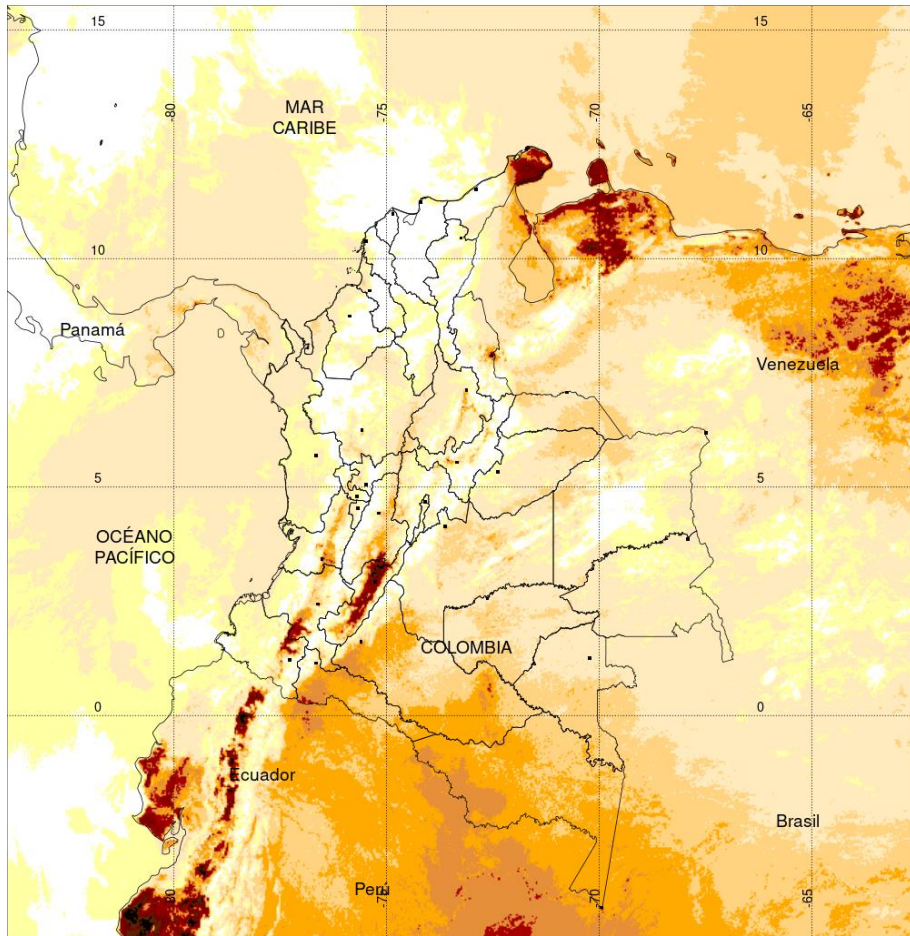 15
15
-80
-75
-70
-65
MAR
CARIBE
10
10
Panamá
Venezuela
5
5
OCÉANO
PACÍFICO
COLOMBIA
0
0
Ecuador
Brasil
Perú
-80
-75
-70
-65